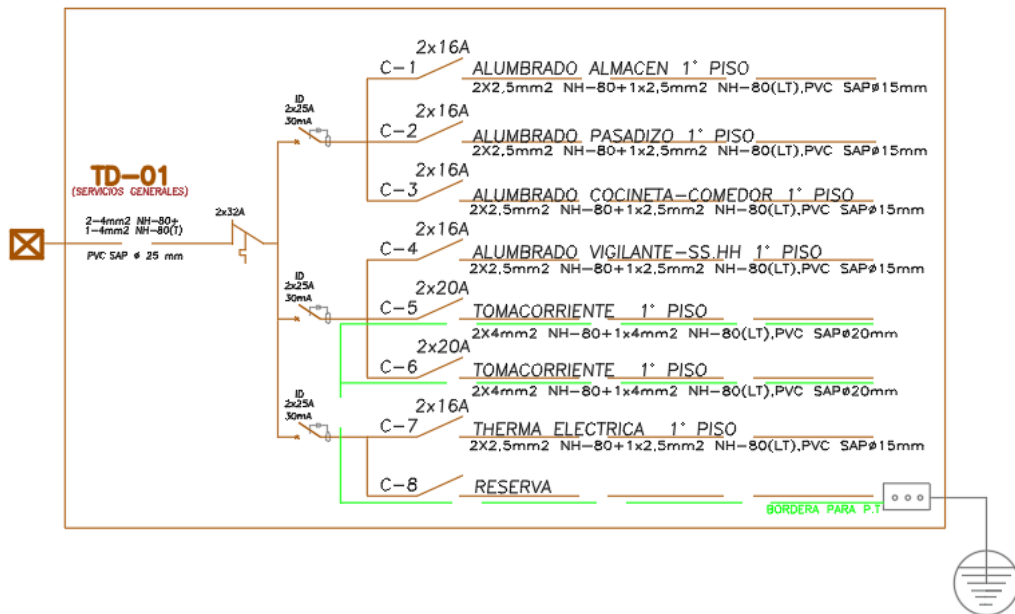 TD-01
(SERVICIOS GENERALES)
2-4mm2 NH-80+
1-4mm2 NH-80(T)
PVC SAP ø 25 mm
2x32A
ID
2x25A
30mA
C-1
2x16A
ALUMBRADO ALMACEN 1° PISO
2X2,5mm2 NH-80+1x2,5mm2 NH-80(LT),PVC SAPø15mm
C-2
2x16A
ALUMBRADO PASADIZO 1° PISO
2X2,5mm2 NH-80+1x2,5mm2 NH-80(LT),PVC SAPø15mm
C-3
2x16A
ALUMBRADO COCINETA-COMEDOR 1° PISO
2X2,5mm2 NH-80+1x2,5mm2 NH-80(LT),PVC SAPø15mm
ID
2x25A
30mA
C-4
2x16A
ALUMBRADO VIGILANTE-SS.HH 1° PISO
2X2,5mm2 NH-80+1x2,5mm2 NH-80(LT),PVC SAPø15mm
C-5
2x20A
TOMACORRIENTE 1° PISO
2X4mm2 NH-80+1x4mm2 NH-80(LT),PVC SAPø20mm
C-6
2x20A
TOMACORRIENTE 1° PISO
2X4mm2 NH-80+1x4mm2 NH-80(LT),PVC SAPø20mm
ID
2x25A
30mA
C-7
2x16A
THERMA ELECTRICA 1° PISO
2X2,5mm2 NH-80+1x2,5mm2 NH-80(LT),PVC SAPø15mm
C-8
RESERVA
BORDERA PARA P.T